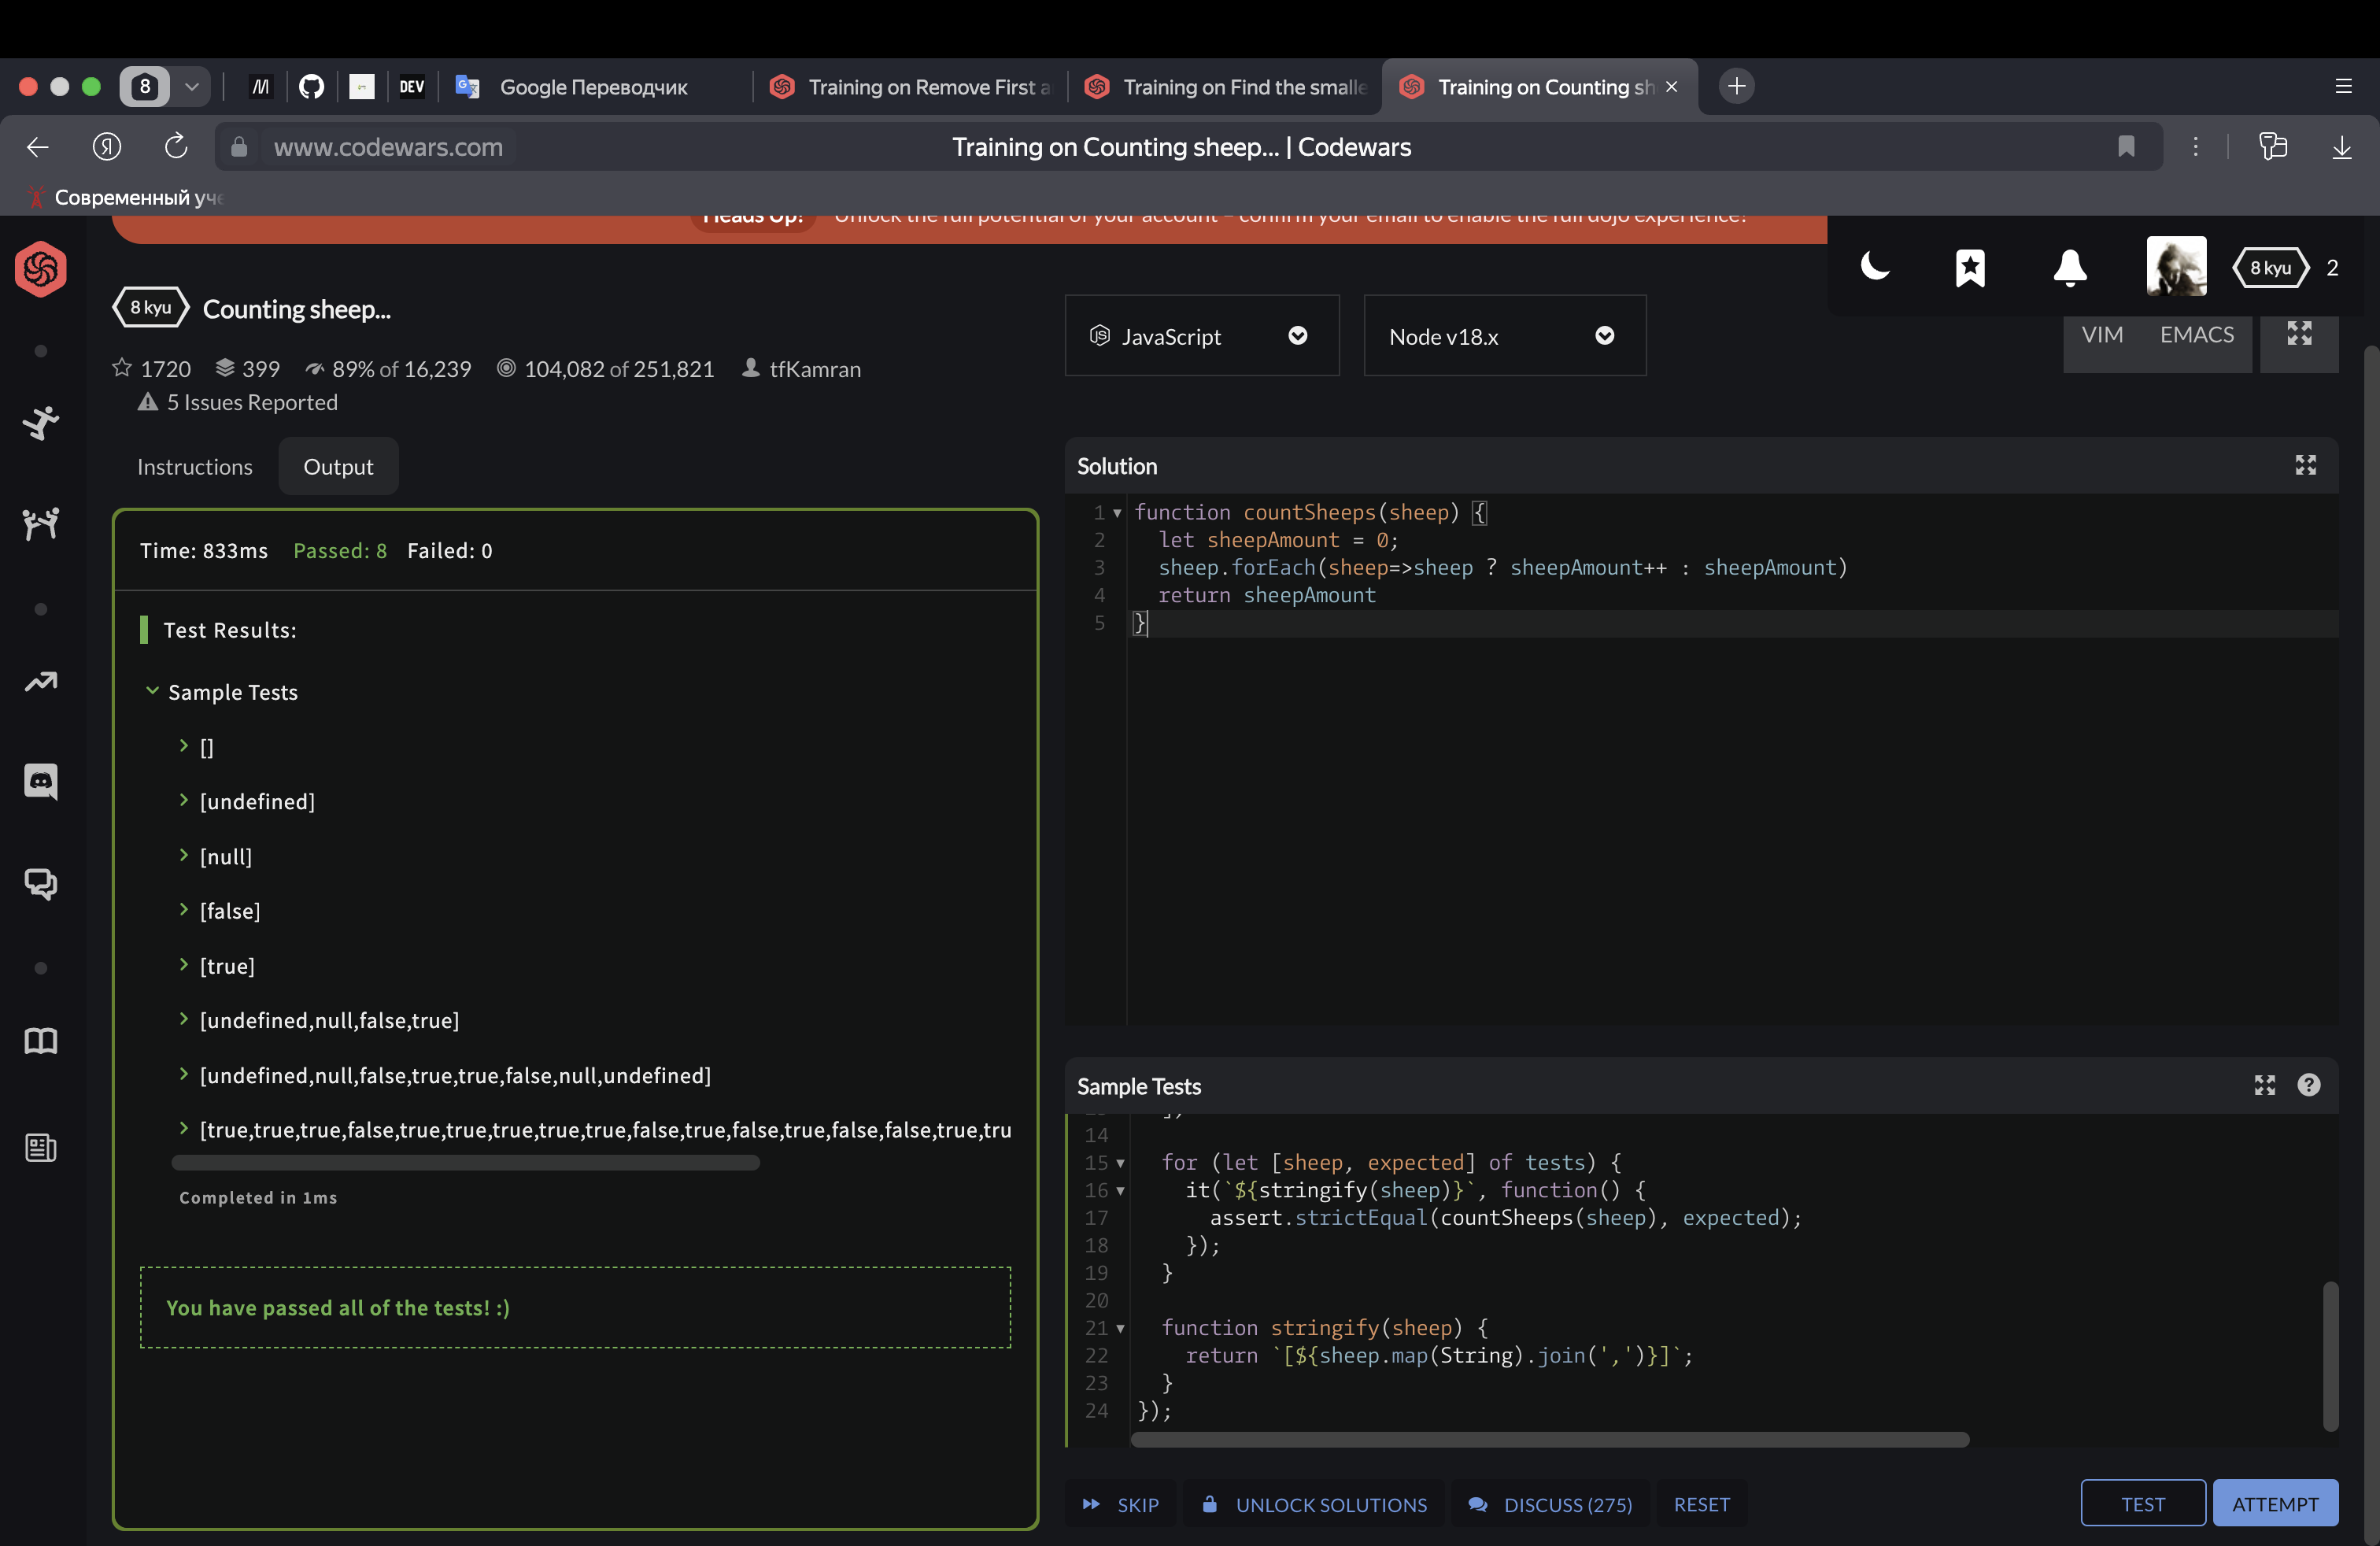 8
DEV
Google Переводчик
Training on Remove First a
Training on Find the smalle
Training on Counting sh
www.codewars.com
Training on Counting sheep... | Codewars
Современный уче
Heads Up! Unlock the full potential of your account – confirm your email to enable the full dojo experience!
8 kyu 2
8 kyu Counting sheep...
1720 399 89% of 16,239 104,082 of 251,821 tfKamran
5 Issues Reported
JavaScript
Node v18.x
VIM EMACS
Instructions Output
Time: 833ms Passed: 8 Failed: 0
Test Results:
Sample Tests
[]
[undefined]
[null]
[false]
[true]
[undefined,null,false,true]
[undefined,null,false,true,true,false,null,undefined]
[true,true,true,false,true,true,true,true,true,false,true,false,true,false,false,true,tru
Completed in 1ms
You have passed all of the tests! :)
Solution
1 function countSheeps(sheep) {
2 let sheepAmount = 0;
3 sheep.forEach(sheep=>sheep ? sheepAmount++ : sheepAmount)
4 return sheepAmount
5 }
Sample Tests
14
15 for (let [sheep, expected] of tests) {
16 it(`${stringify(sheep)}`, function() {
17 assert.strictEqual(countSheeps(sheep), expected);
18 });
19 }
20
21 function stringify(sheep) {
22 return `[${sheep.map(String).join(',')}]`;
23 }
24 });
SKIP UNLOCK SOLUTIONS DISCUSS (275) RESET
TEST ATTEMPT